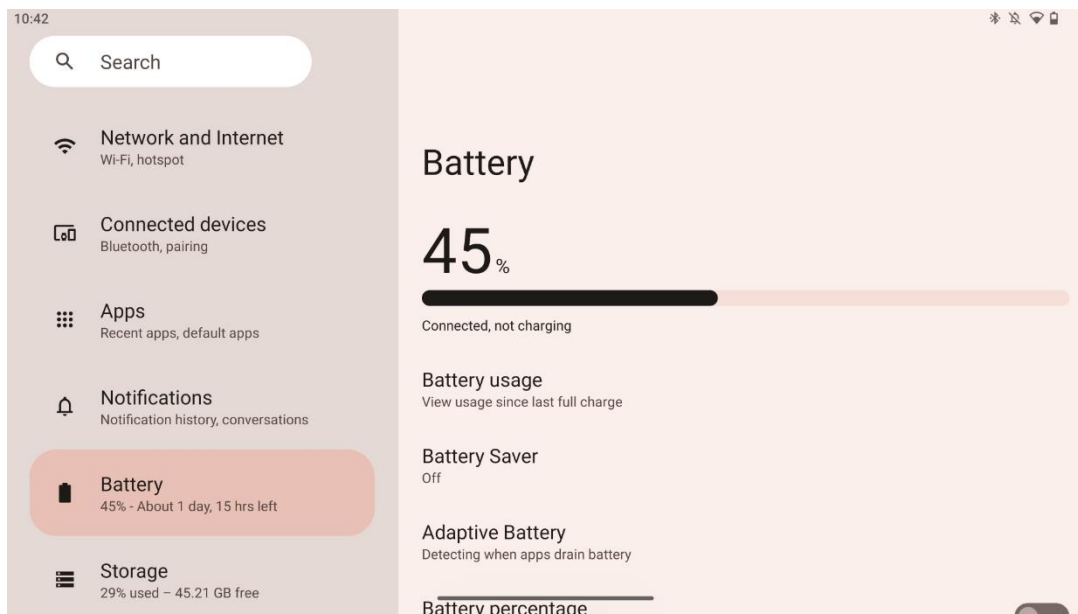 10:42
Search
Network and Internet
Wi-Fi, hotspot
Connected devices
Bluetooth, pairing
Apps
Recent apps, default apps
Notifications
Notification history, conversations
Battery
45% - About 1 day, 15 hrs left
Storage
29% used – 45.21 GB free
Battery
45%
Connected, not charging
Battery usage
View usage since last full charge
Battery Saver
Off
Adaptive Battery
Detecting when apps drain battery
Battery percentage